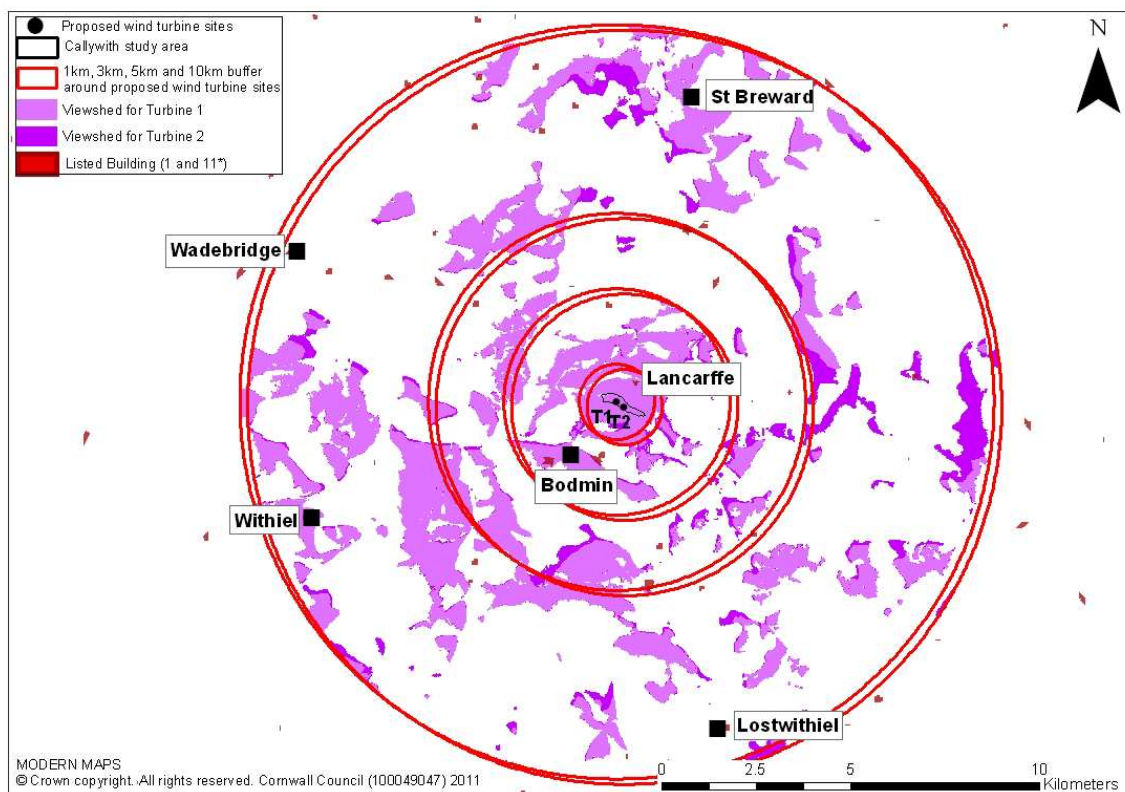 Proposed wind turbine sites
Callywith study area
1km, 3km, 5km and 10km buffer
around proposed wind turbine sites
Viewshed for Turbine 1
Viewshed for Turbine 2
Listed Building (1 and 11*)
N
St Breward
Wadebridge
Lancarffe
T1
T2
Bodmin
Withiel
Lostwithiel
MODERN MAPS
© Crown copyright. All rights reserved. Cornwall Council (100049047) 2011
0 2.5 5 10
Kilometers